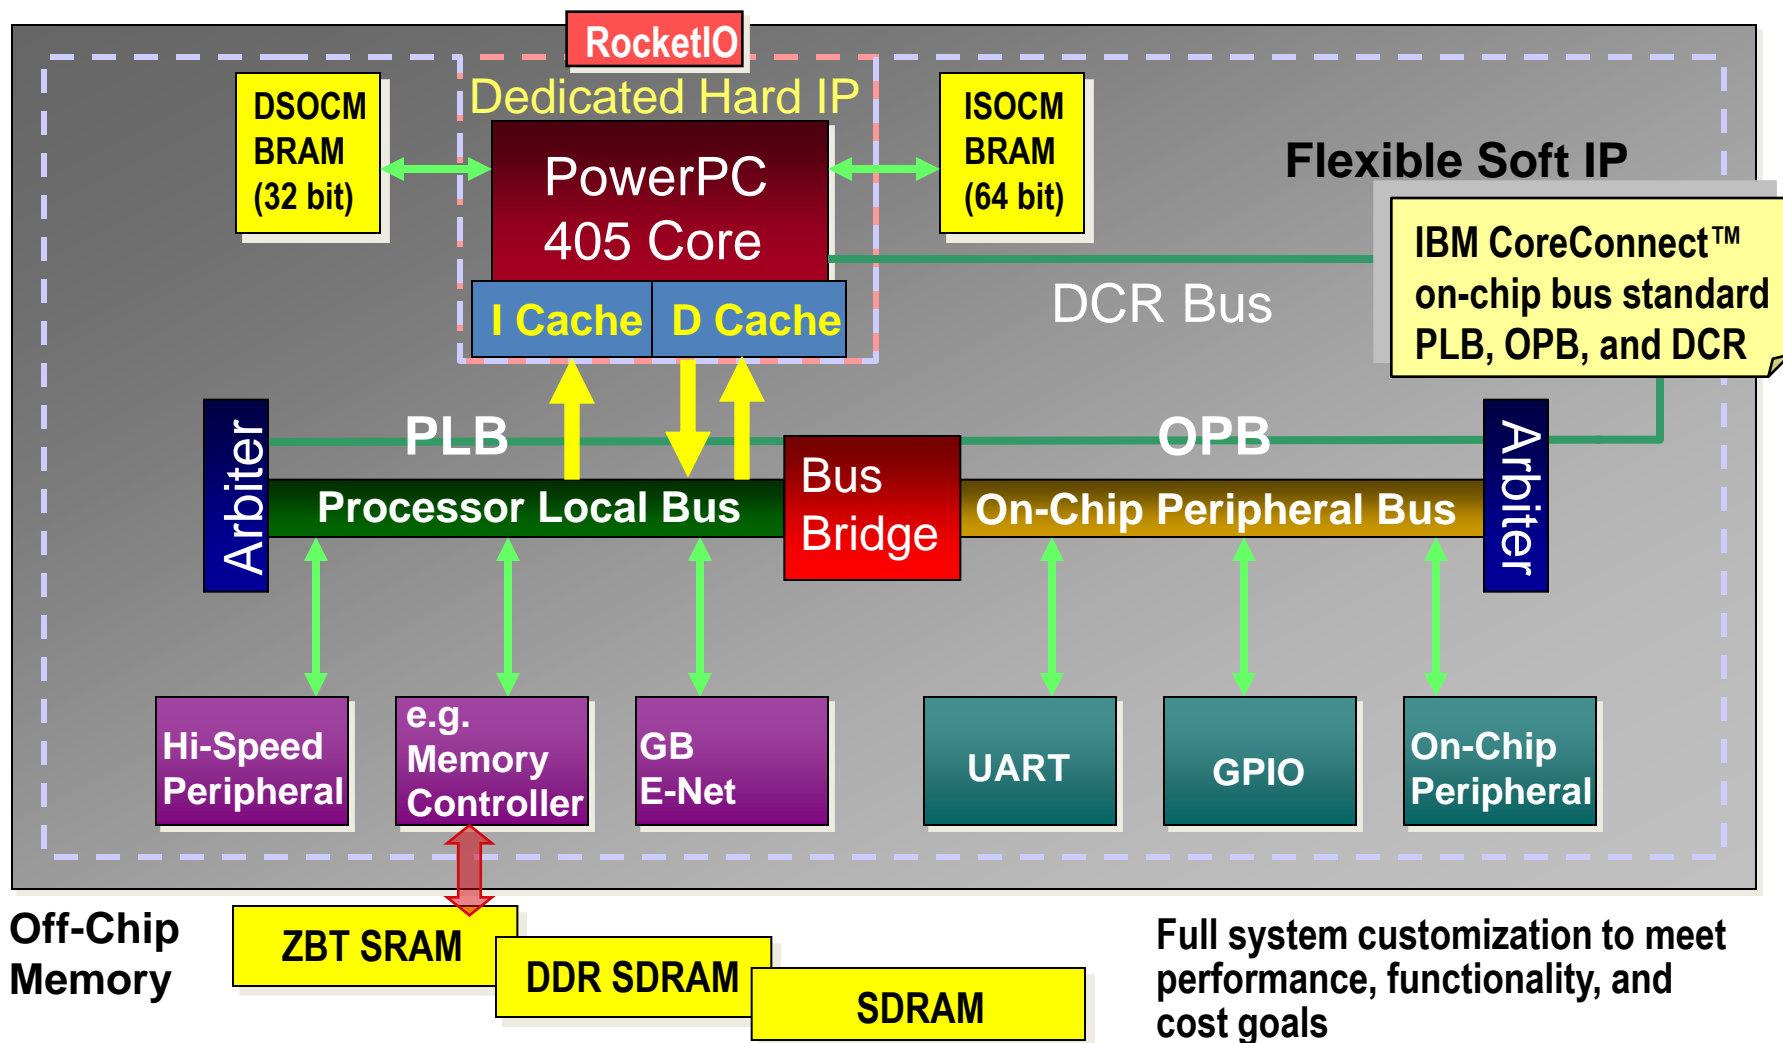 RocketIO
Dedicated Hard IP
DSOCM
BRAM
(32 bit)
PowerPC
405 Core
ISOCM
BRAM
(64 bit)
Flexible Soft IP
IBM CoreConnect™
on-chip bus standard
PLB, OPB, and DCR
I Cache
D Cache
DCR Bus
Arbiter
PLB
Processor Local Bus
Bus
Bridge
OPB
On-Chip Peripheral Bus
Arbiter
Hi-Speed
Peripheral
e.g.
Memory
Controller
GB
E-Net
UART
GPIO
On-Chip
Peripheral
Off-Chip
Memory
ZBT SRAM
DDR SDRAM
SDRAM
Full system customization to meet
performance, functionality, and
cost goals